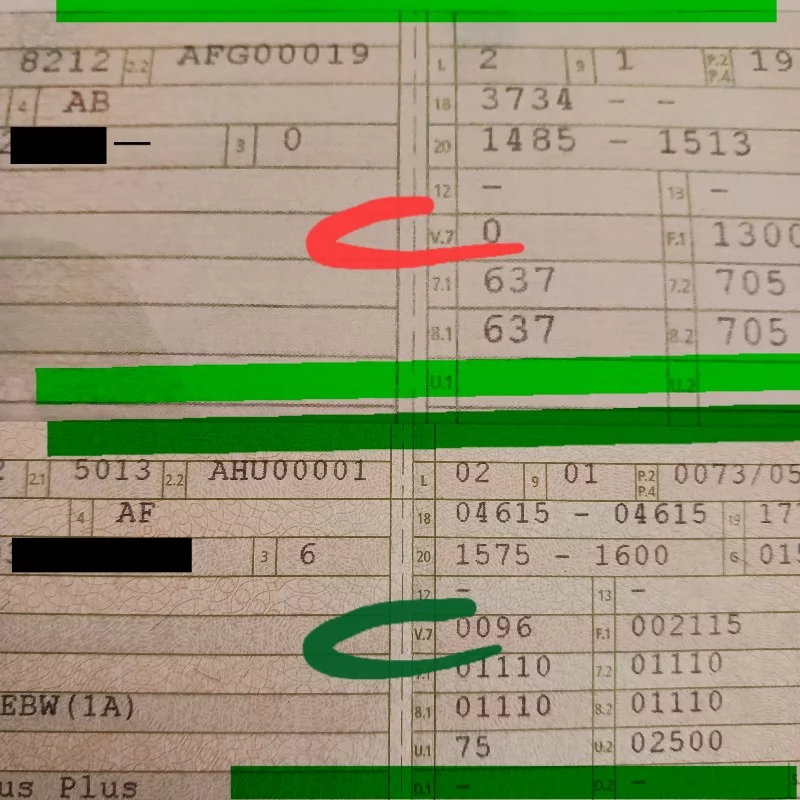 8212 2.2 AFG00019 L 2 9 1 P.2 P.4 19
4 AB 18 3734 - - 
3 0 20 1485 - 1513
12 - 13 -
V.7 0 F.1 1300
7.1 637 7.2 705
8.1 637 8.2 705
U.1 U.2
2.1 5013 2.2 AHU00001 L 02 9 01 P.2 P.4 0073/05
4 AF 18 04615 - 04615 19 17
3 6 20 1575 - 1600 6 015
12 - 13 -
V.7 0096 F.1 002115
7.1 01110 7.2 01110
EBW(1A) 8.1 01110 8.2 01110
U.1 75 U.2 02500
us Plus O.1 - O.2 -